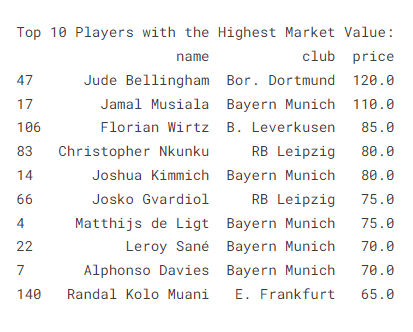 Top 10 Players with the Highest Market Value:
name club price
47 Jude Bellingham Bor. Dortmund 120.0
17 Jamal Musiala Bayern Munich 110.0
106 Florian Wirtz B. Leverkusen 85.0
83 Christopher Nkunku RB Leipzig 80.0
14 Joshua Kimmich Bayern Munich 80.0
66 Josko Gvardiol RB Leipzig 75.0
4 Matthijs de Ligt Bayern Munich 75.0
22 Leroy Sané Bayern Munich 70.0
7 Alphonso Davies Bayern Munich 70.0
140 Randal Kolo Muani E. Frankfurt 65.0